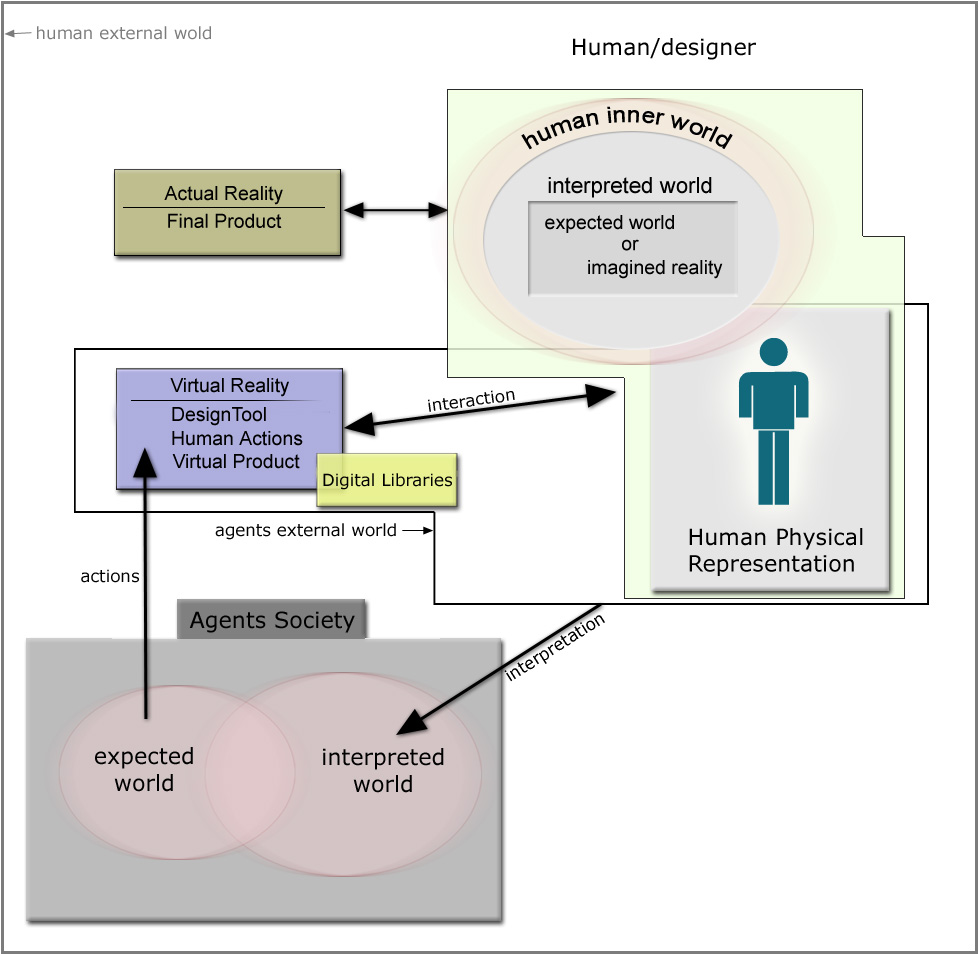 human external wold
Human/designer
human inner world
interpreted world
expected world
or
imagined reality
Actual Reality
Final Product
Virtual Reality
DesignTool
Human Actions
Virtual Product
Digital Libraries
interaction
Human Physical
Representation
agents external world
actions
Agents Society
interpretation
expected
world
interpreted
world